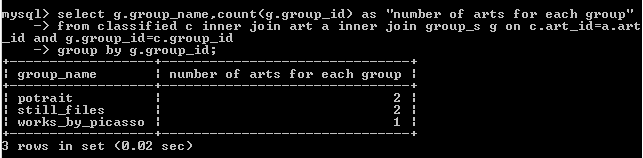 mysql> select g.group_name,count(g.group_id) as "number of arts for each group"
    -> from classified c inner join art a inner join group_s g on c.art_id=a.art
_id and g.group_id=c.group_id
    -> group by g.group_id;
+------------------+-------------------------------+
| group_name       | number of arts for each group |
+------------------+-------------------------------+
| potrait          |                             2 |
| still_files      |                             2 |
| works_by_picasso |                             1 |
+------------------+-------------------------------+
3 rows in set (0.02 sec)